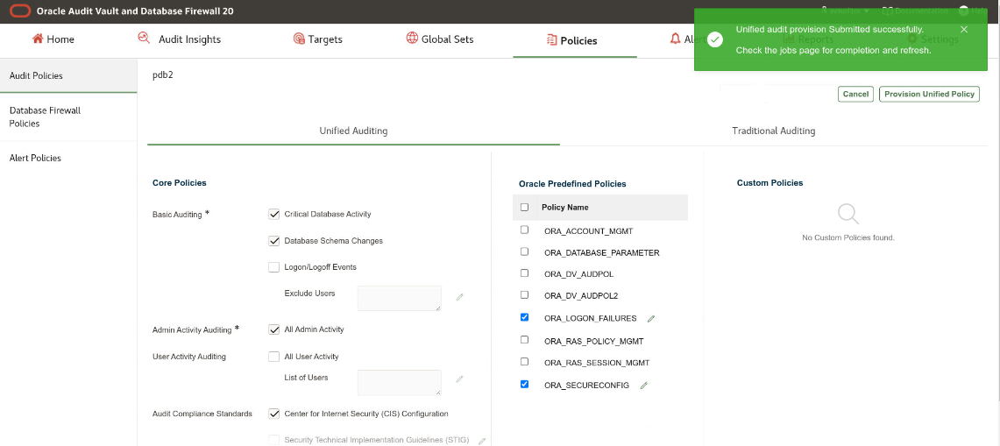 Oracle Audit Vault and Database Firewall 20
Documentation
Help
Home
Audit Insights
Targets
Global Sets
Policies
Alert
Reports
Settings
Unified audit provision Submitted successfully.
Check the jobs page for completion and refresh.
Audit Policies
Database Firewall
Policies
Alert Policies
pdb2
Cancel
Provision Unified Policy
Unified Auditing
Traditional Auditing
Core Policies
Basic Auditing *
Critical Database Activity
Database Schema Changes
Logon/Logoff Events
Exclude Users
Admin Activity Auditing *
All Admin Activity
User Activity Auditing
All User Activity
List of Users
Audit Compliance Standards
Center for Internet Security (CIS) Configuration
Security Technical Implementation Guidelines (STIG)
Oracle Predefined Policies
Policy Name
ORA_ACCOUNT_MGMT
ORA_DATABASE_PARAMETER
ORA_DV_AUDPOL
ORA_DV_AUDPOL2
ORA_LOGON_FAILURES
ORA_RAS_POLICY_MGMT
ORA_RAS_SESSION_MGMT
ORA_SECURECONFIG
Custom Policies
No Custom Policies found.